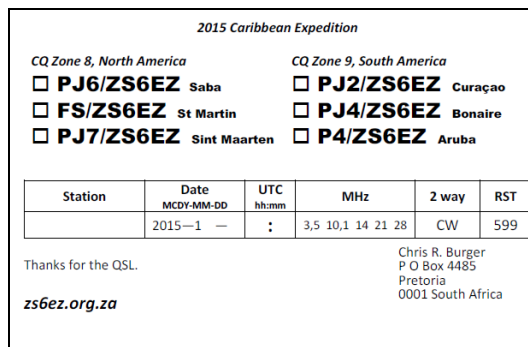 2015 Caribbean Expedition
CQ Zone 8, North America
☐ PJ6/ZS6EZ Saba
☐ FS/ZS6EZ St Martin
☐ PJ7/ZS6EZ Sint Maarten
CQ Zone 9, South America
☐ PJ2/ZS6EZ Curaçao
☐ PJ4/ZS6EZ Bonaire
☐ P4/ZS6EZ Aruba
Station Date UTC MHz 2 way RST
MCDY-MM-DD hh:mm
2015—1 — : 3,5 10,1 14 21 28 CW 599
Thanks for the QSL.
zs6ez.org.za
Chris R. Burger
P O Box 4485
Pretoria
0001 South Africa